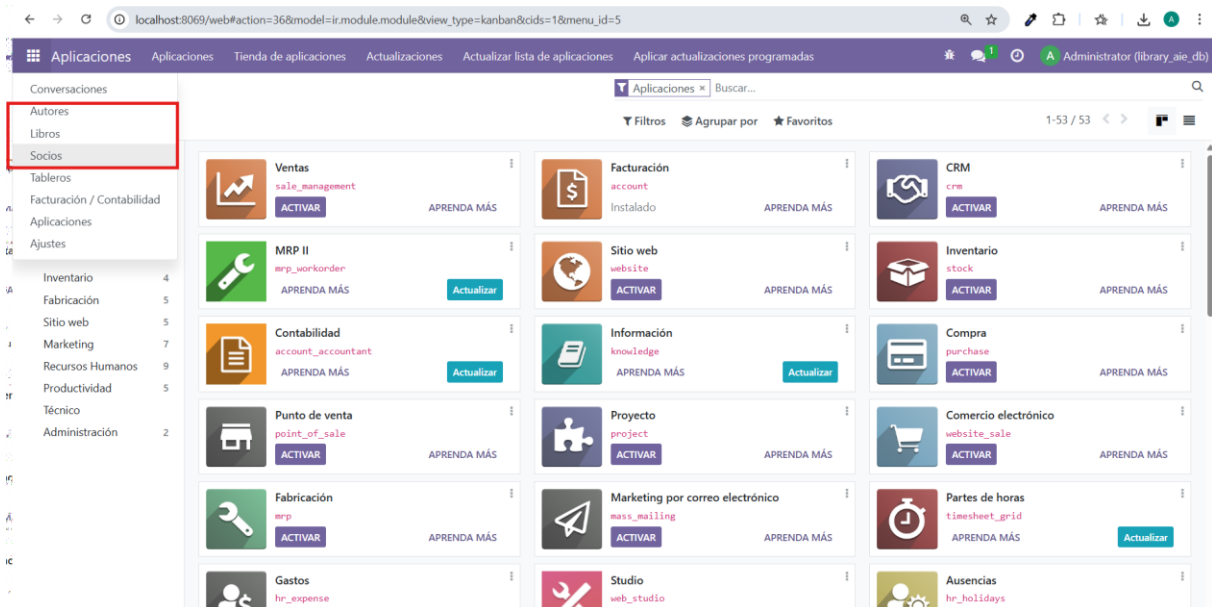 localhost:8069/web#action=36&model=ir.module.module&view_type=kanban&cids=1&menu_id=5
A
Aplicaciones Aplicaciones Tienda de aplicaciones Actualizaciones Actualizar lista de aplicaciones Aplicar actualizaciones programadas 1 A Administrator (library_aie_db)
Conversaciones
Autores
Libros
Socios
Tableros
Facturación / Contabilidad
Aplicaciones
Ajustes
Inventario 4
Fabricación 5
Sitio web 5
Marketing 7
Recursos Humanos 9
Productividad 5
Técnico
Administración 2
Aplicaciones × Buscar...
Filtros Agrupar por Favoritos 1-53 / 53
Ventas
sale_management
ACTIVAR APRENDA MÁS
Facturación
account
Instalado APRENDA MÁS
CRM
crm
ACTIVAR APRENDA MÁS
MRP II
mrp_workorder
APRENDA MÁS Actualizar
Sitio web
website
ACTIVAR APRENDA MÁS
Inventario
stock
ACTIVAR APRENDA MÁS
Contabilidad
account_accountant
APRENDA MÁS Actualizar
Información
knowledge
APRENDA MÁS Actualizar
Compra
purchase
ACTIVAR APRENDA MÁS
Punto de venta
point_of_sale
ACTIVAR APRENDA MÁS
Proyecto
project
ACTIVAR APRENDA MÁS
Comercio electrónico
website_sale
ACTIVAR APRENDA MÁS
Fabricación
mrp
ACTIVAR APRENDA MÁS
Marketing por correo electrónico
mass_mailing
ACTIVAR APRENDA MÁS
Partes de horas
timesheet_grid
APRENDA MÁS Actualizar
Gastos
hr_expense
Studio
web_studio
Ausencias
hr_holidays